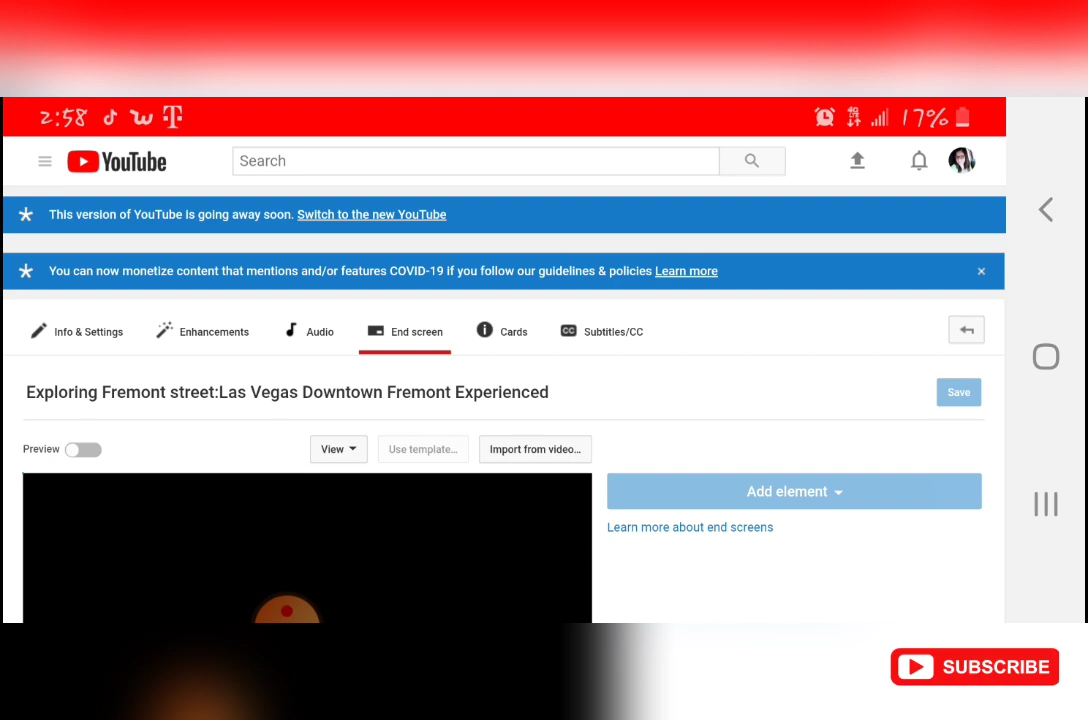 2:58 17%
YouTube Search
This version of YouTube is going away soon. Switch to the new YouTube
You can now monetize content that mentions and/or features COVID-19 if you follow our guidelines & policies Learn more ×
Info & Settings Enhancements Audio End screen Cards CC Subtitles/CC
Exploring Fremont street:Las Vegas Downtown Fremont Experienced Save
Preview View Use template... Import from video... Add element
Learn more about end screens
SUBSCRIBE